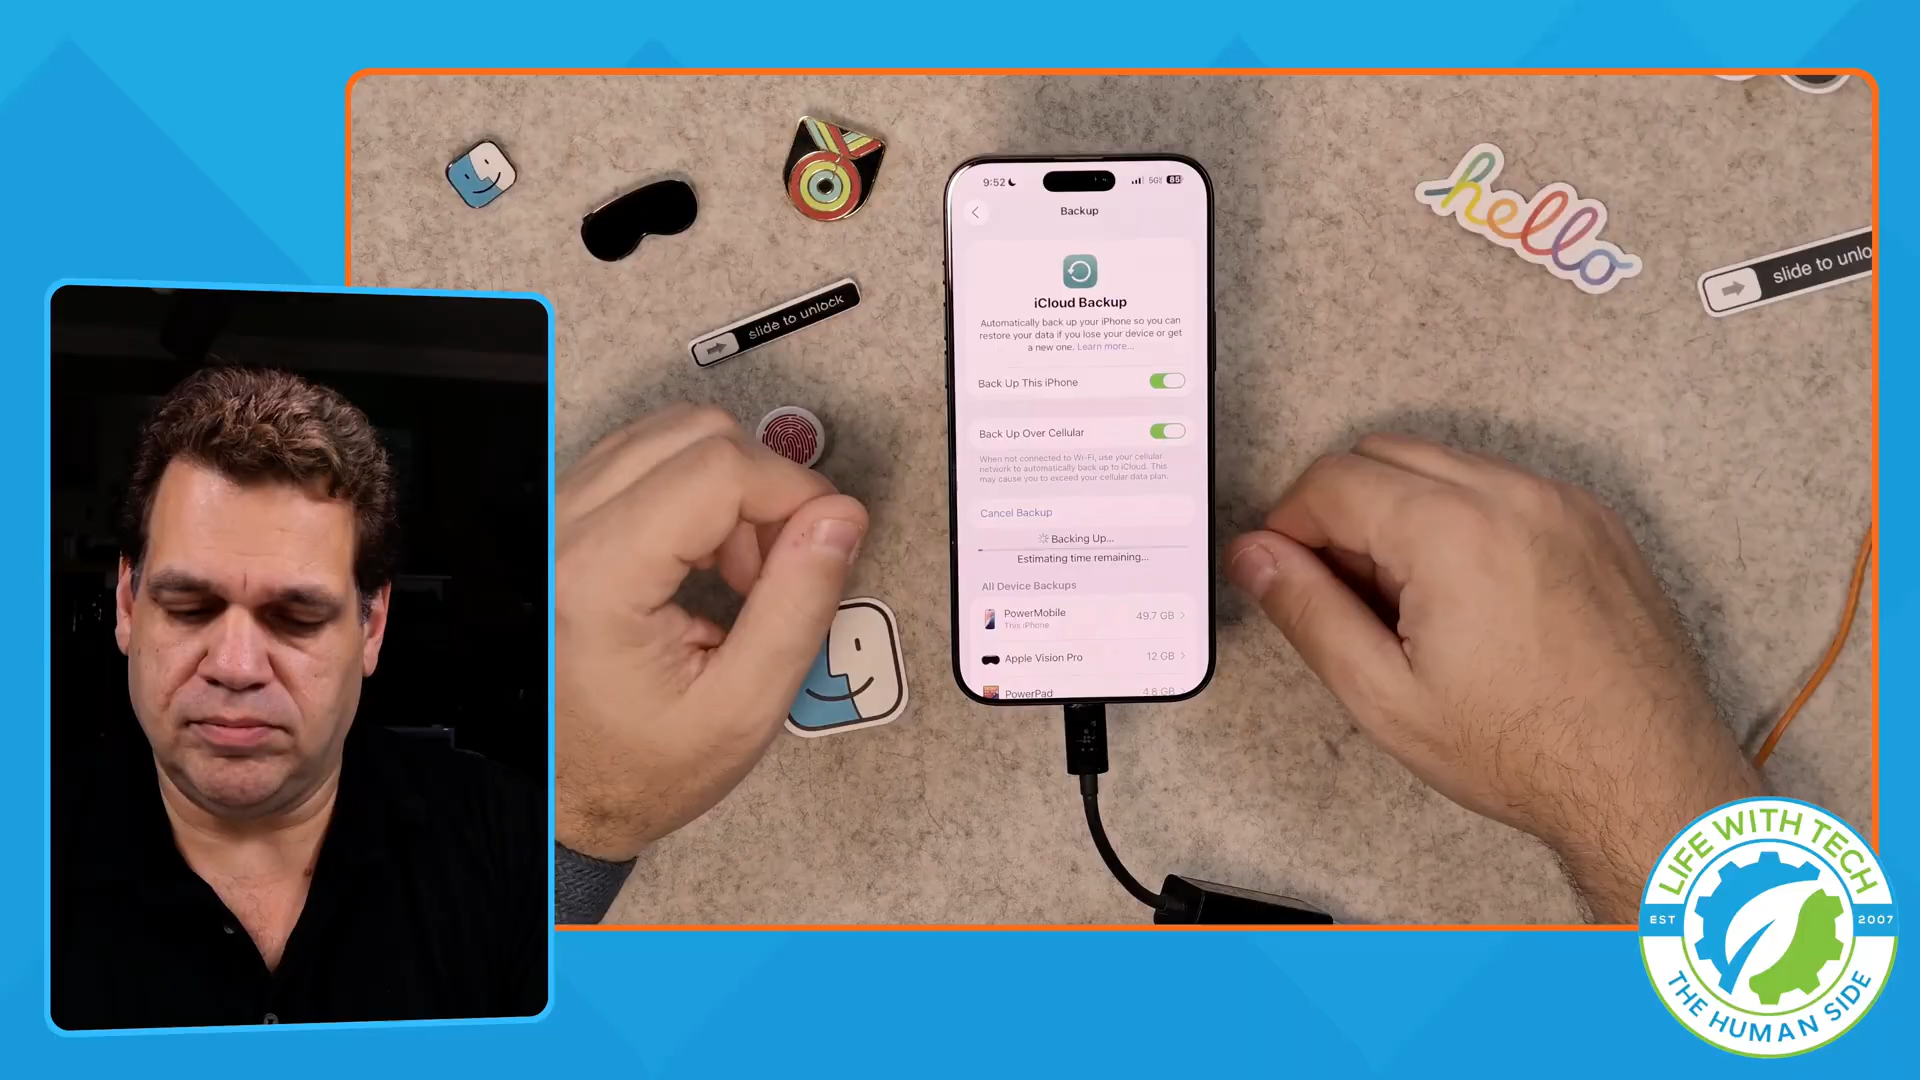 hello
slide to unlo
slide to unlock
9:52
5G
85
Backup
iCloud Backup
Automatically back up your iPhone so you can
restore your data if you lose your device or get
a new one. Learn more...
Back Up This iPhone
Back Up Over Cellular
When not connected to Wi-Fi, use your cellular
network to automatically back up to iCloud. This
may cause you to exceed your cellular data plan.
Cancel Backup
Backing Up...
Estimating time remaining...
All Device Backups
PowerMobile
49.7 GB
This iPhone
Apple Vision Pro
12 GB
PowerPad
4.8 GB
LIFE WITH TECH
EST 2007
THE HUMAN SIDE